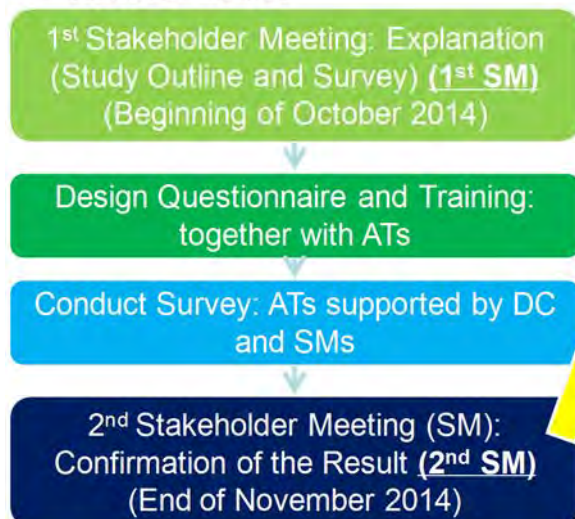 1st Stakeholder Meeting: Explanation
(Study Outline and Survey) (1st SM)
(Beginning of October 2014)
Design Questionnaire and Training:
together with ATs
Conduct Survey: ATs supported by DC
and SMs
2nd Stakeholder Meeting (SM):
Confirmation of the Result (2nd SM)
(End of November 2014)